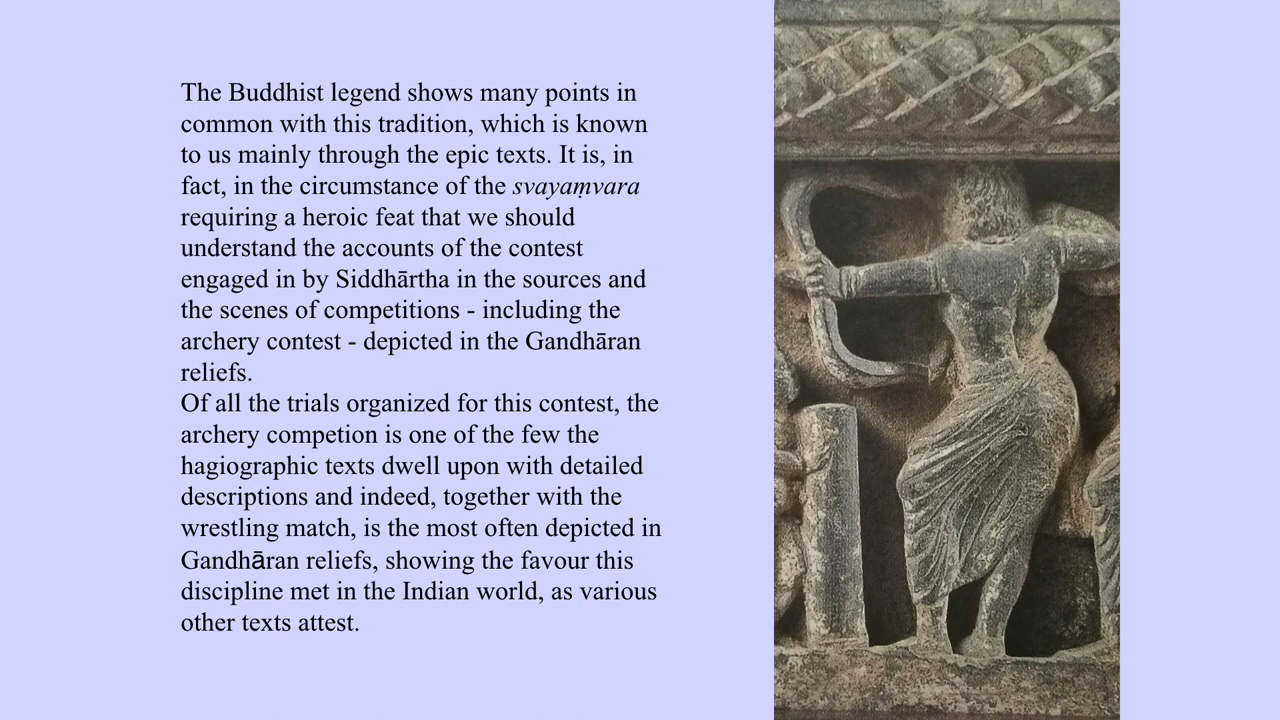 The Buddhist legend shows many points in
common with this tradition, which is known
to us mainly through the epic texts. It is, in
fact, in the circumstance of the svayaṃvara
requiring a heroic feat that we should
understand the accounts of the contest
engaged in by Siddhārtha in the sources and
the scenes of competitions - including the
archery contest - depicted in the Gandhāran
reliefs.
Of all the trials organized for this contest, the
archery competion is one of the few the
hagiographic texts dwell upon with detailed
descriptions and indeed, together with the
wrestling match, is the most often depicted in
Gandhāran reliefs, showing the favour this
discipline met in the Indian world, as various
other texts attest.